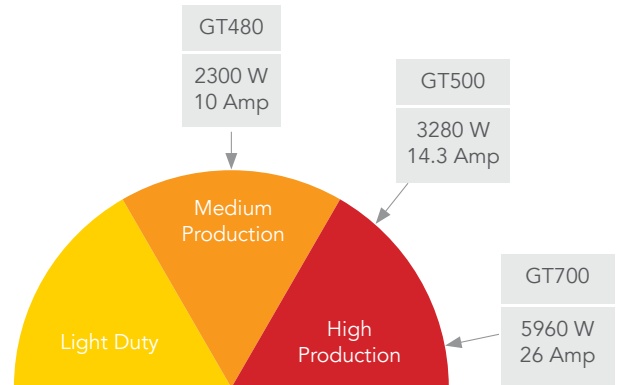 GT480
2300 W
10 Amp
GT500
3280 W
14.3 Amp
Medium
Production
GT700
5960 W
26 Amp
Light Duty
High
Production